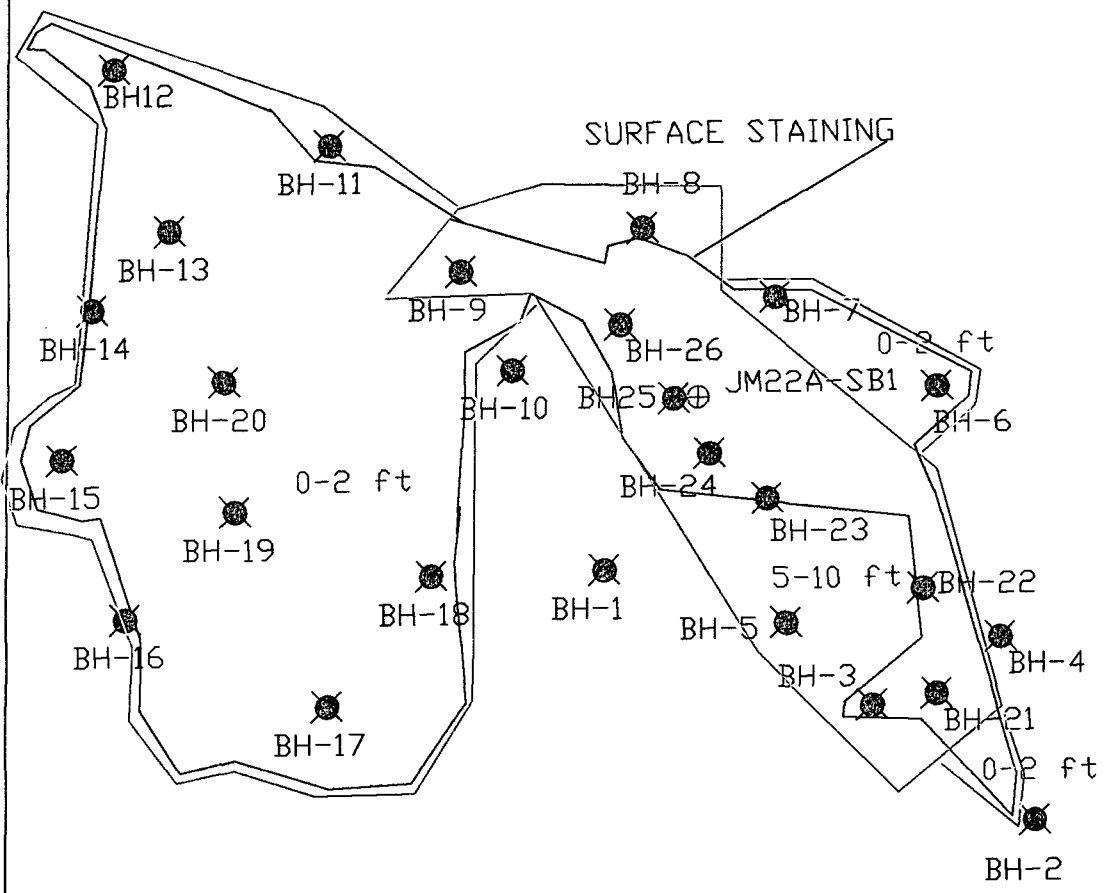 BH12
SURFACE STAINING
BH-11
BH-8
BH-13
BH-9
BH-7
BH-14
BH-26
0-2 ft
JM22A-SB1
BH-20
BH-10
BH25
BH-6
BH-15
0-2 ft
BH-24
BH-19
BH-23
5-10 ft
BH-22
BH-18
BH-1
BH-5
BH-16
BH-3
BH-4
BH-21
BH-17
0-2 ft
BH-2